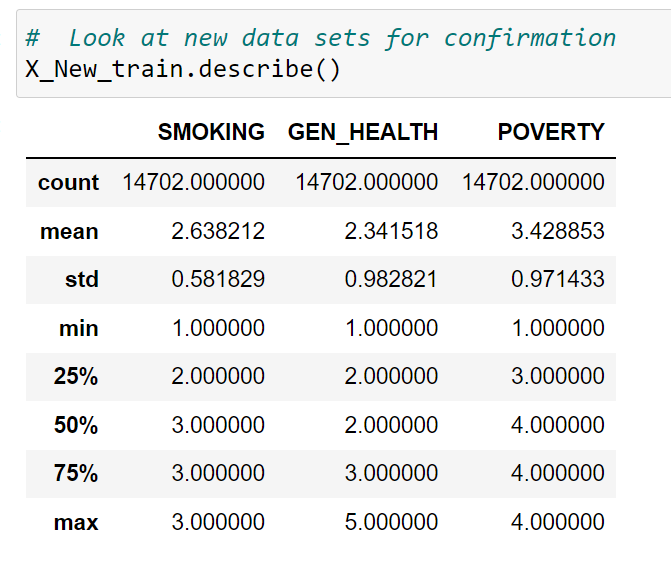 #  Look at new data sets for confirmation
X_New_train.describe()
SMOKING GEN_HEALTH POVERTY
count 14702.000000 14702.000000 14702.000000
mean 2.638212 2.341518 3.428853
std 0.581829 0.982821 0.971433
min 1.000000 1.000000 1.000000
25% 2.000000 2.000000 3.000000
50% 3.000000 2.000000 4.000000
75% 3.000000 3.000000 4.000000
max 3.000000 5.000000 4.000000